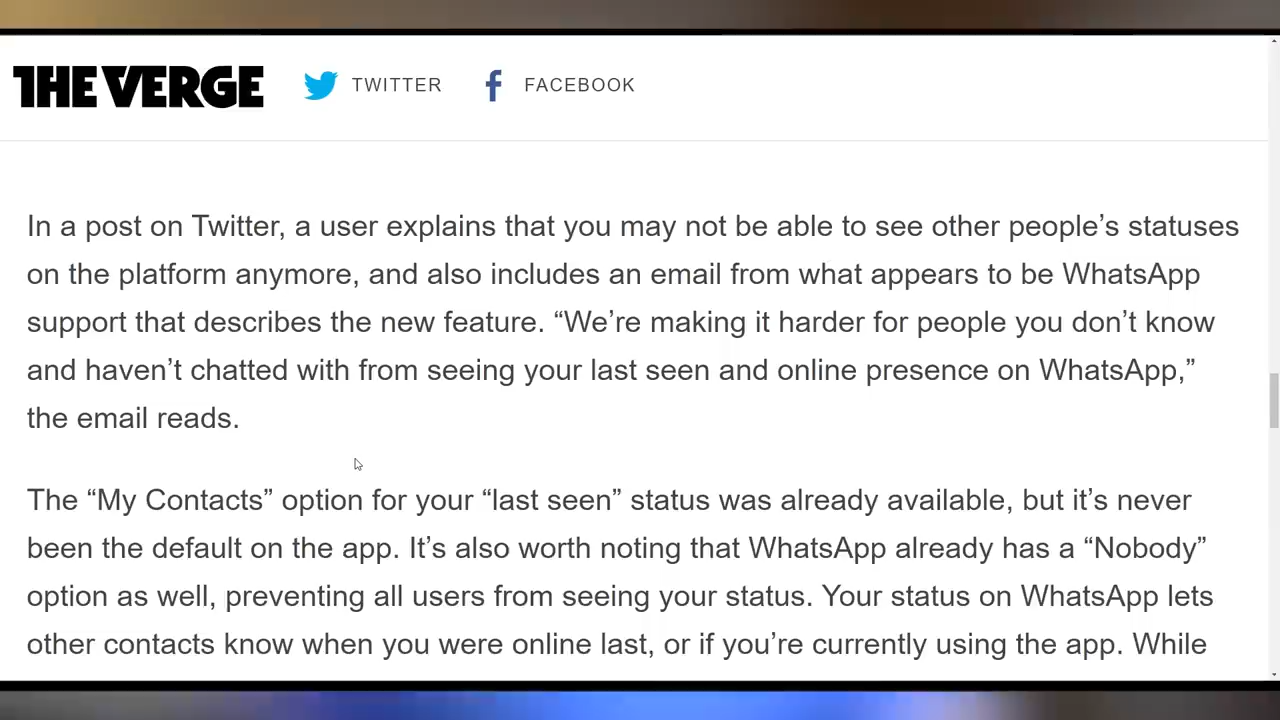 THE VERGE TWITTER FACEBOOK
In a post on Twitter, a user explains that you may not be able to see other people’s statuses
on the platform anymore, and also includes an email from what appears to be WhatsApp
support that describes the new feature. “We’re making it harder for people you don’t know
and haven’t chatted with from seeing your last seen and online presence on WhatsApp,”
the email reads.
The “My Contacts” option for your “last seen” status was already available, but it’s never
been the default on the app. It’s also worth noting that WhatsApp already has a “Nobody”
option as well, preventing all users from seeing your status. Your status on WhatsApp lets
other contacts know when you were online last, or if you’re currently using the app. While